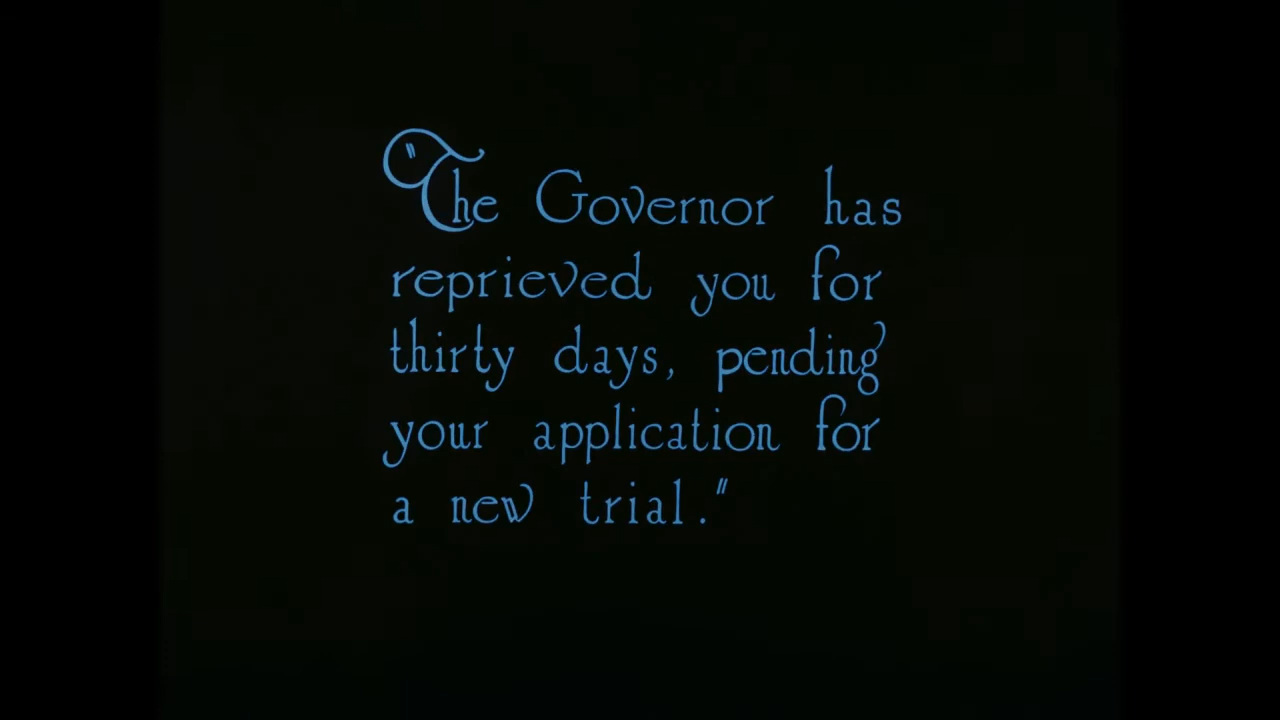 "The Governor has
reprieved you for
thirty days, pending
your application for
a new trial."